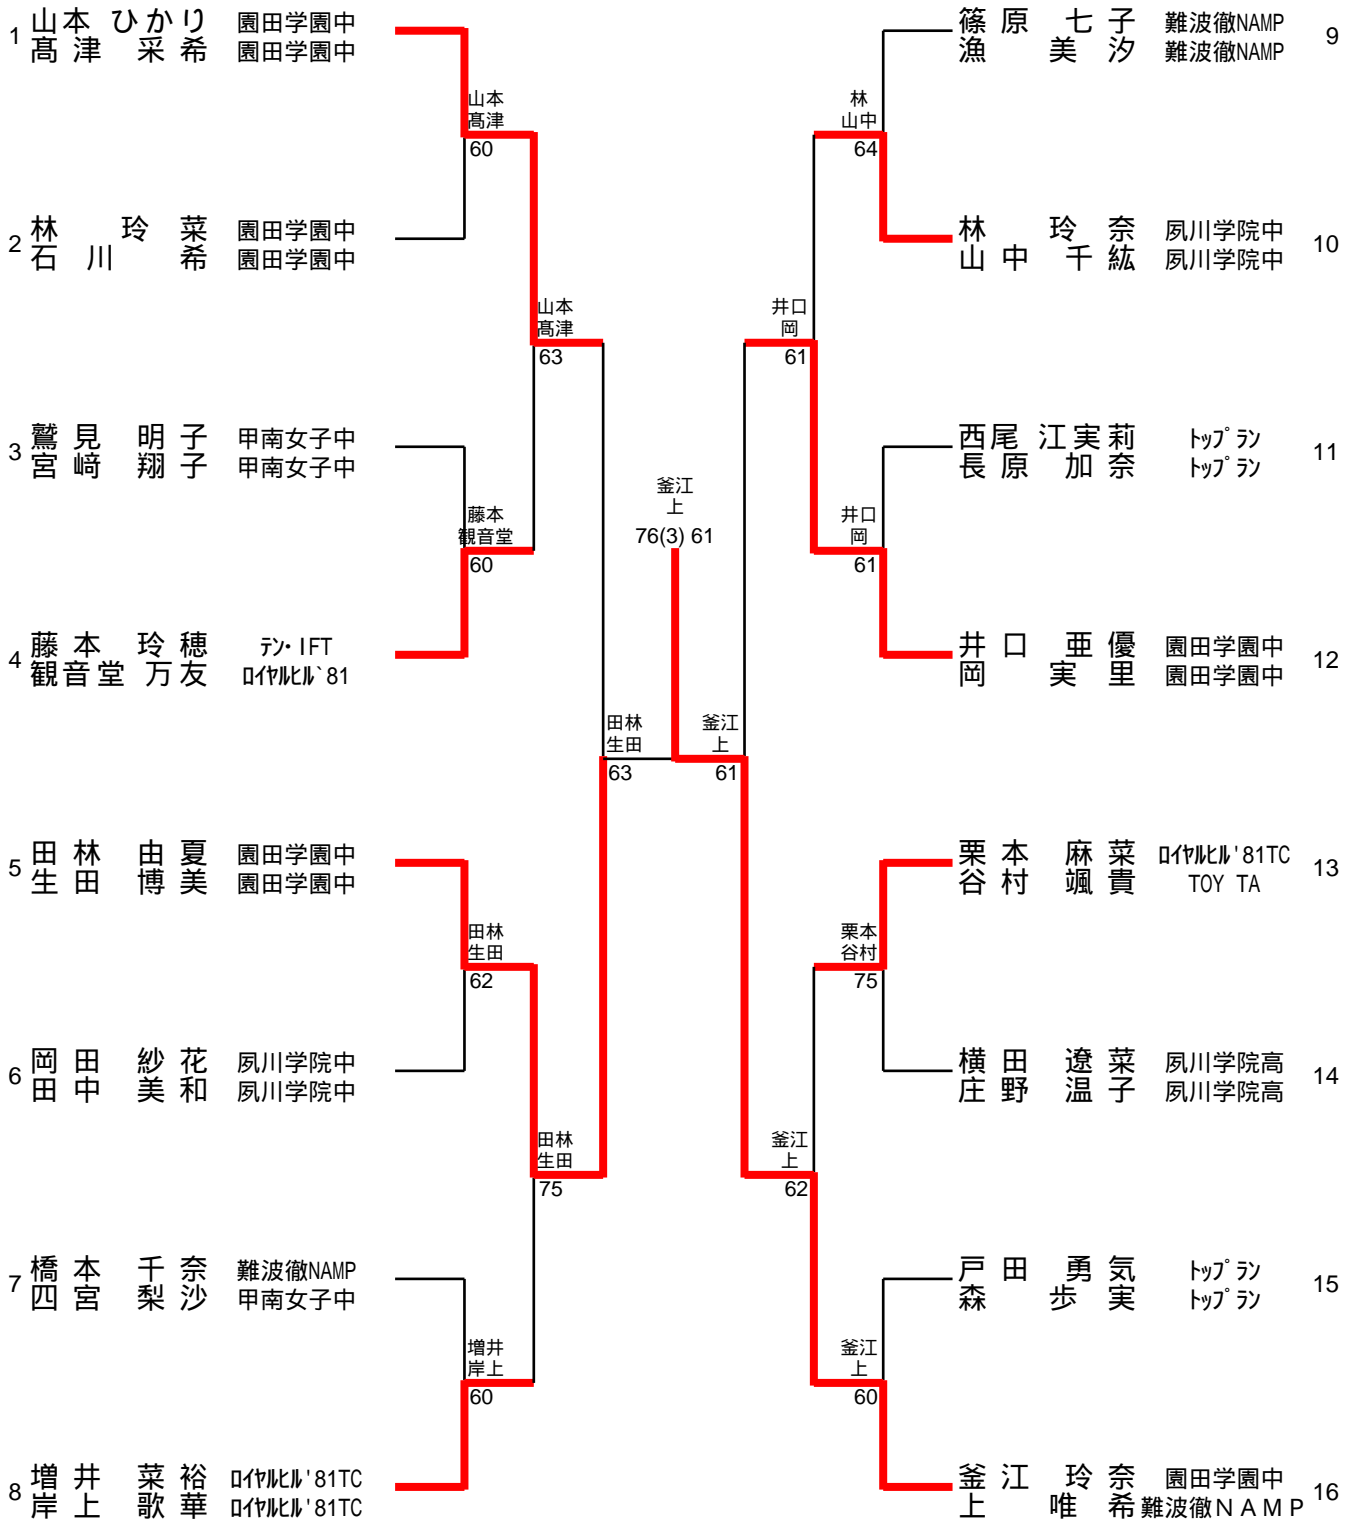 1 山本 ひかり 園田学園中
髙津 采希 園田学園中
山本
髙津
60
2 林 玲菜 園田学園中
石川 希 園田学園中
山本
髙津
63
3 鷲見 明子 甲南女子中
宮﨑 翔子 甲南女子中
藤本
観音堂
60
4 藤本 玲穂 テン・IFT
観音堂 万友 ロイヤルヒル`81
田林
生田
63
5 田林 由夏 園田学園中
生田 博美 園田学園中
田林
生田
62
6 岡田 紗花 夙川学院中
田中 美和 夙川学院中
田林
生田
75
7 橋本 千奈 難波徹NAMP
四宮 梨沙 甲南女子中
増井
岸上
60
8 増井 菜裕 ロイヤルヒル'81TC
岸上 歌華 ロイヤルヒル'81TC
釜江
上
76(3) 61
篠原 七子 難波徹NAMP 9
漁 美汐 難波徹NAMP
林
山中
64
林 玲奈 夙川学院中 10
山中 千紘 夙川学院中
井口
岡
61
西尾 江実莉 トップラン 11
長原 加奈 トップラン
井口
岡
61
井口 亜優 園田学園中 12
岡 実里 園田学園中
釜江
上
61
栗本 麻菜 ロイヤルヒル'81TC 13
谷村 颯貴 TOY TA
栗本
谷村
75
横田 遼菜 夙川学院高 14
庄野 温子 夙川学院高
釜江
上
62
戸田 勇気 トップラン 15
森 歩実 トップラン
釜江
上
60
釜江 玲奈 園田学園中 16
上 唯希 難波徹NAMP